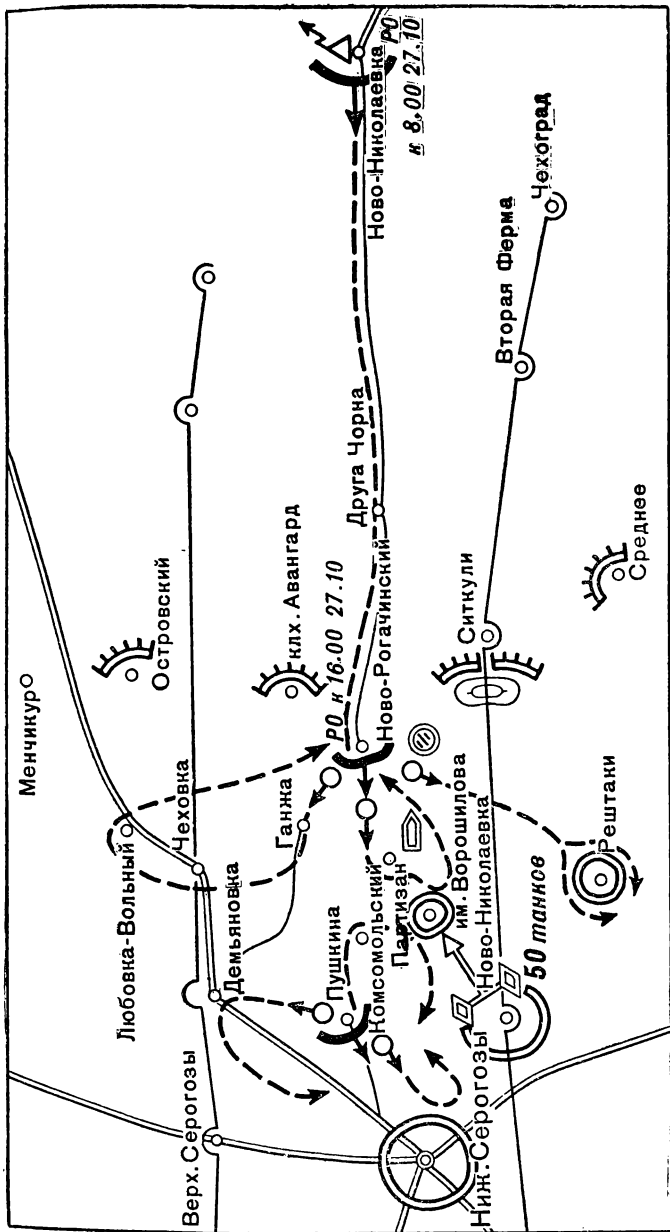 Менчикур
Островский
клх. Авангард
РО к 16.00 27.10
Ново-Рогачинский
Друга Чорна
Ново-Николаевка
РО
к 8.00 27.10
Любовка-Вольный
Чеховка
Ганжа
Демьяновка
Пушкина
Комсомольский
Партизан
им. Ворошилова
Ново-Николаевка
50 танков
Рештаки
Ситкули
Среднее
Вторая Ферма
Чехоград
Верх. Серогозы
Ниж. Серогозы